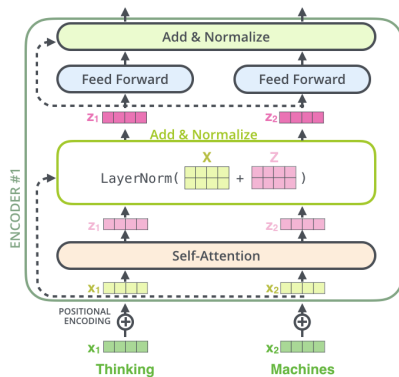 Add & Normalize
Feed Forward Feed Forward
z1 z2
Add & Normalize
X Z
LayerNorm( + )
z1 z2
Self-Attention
x1 x2
POSITIONAL
ENCODING
x1 x2
Thinking Machines
ENCODER #1